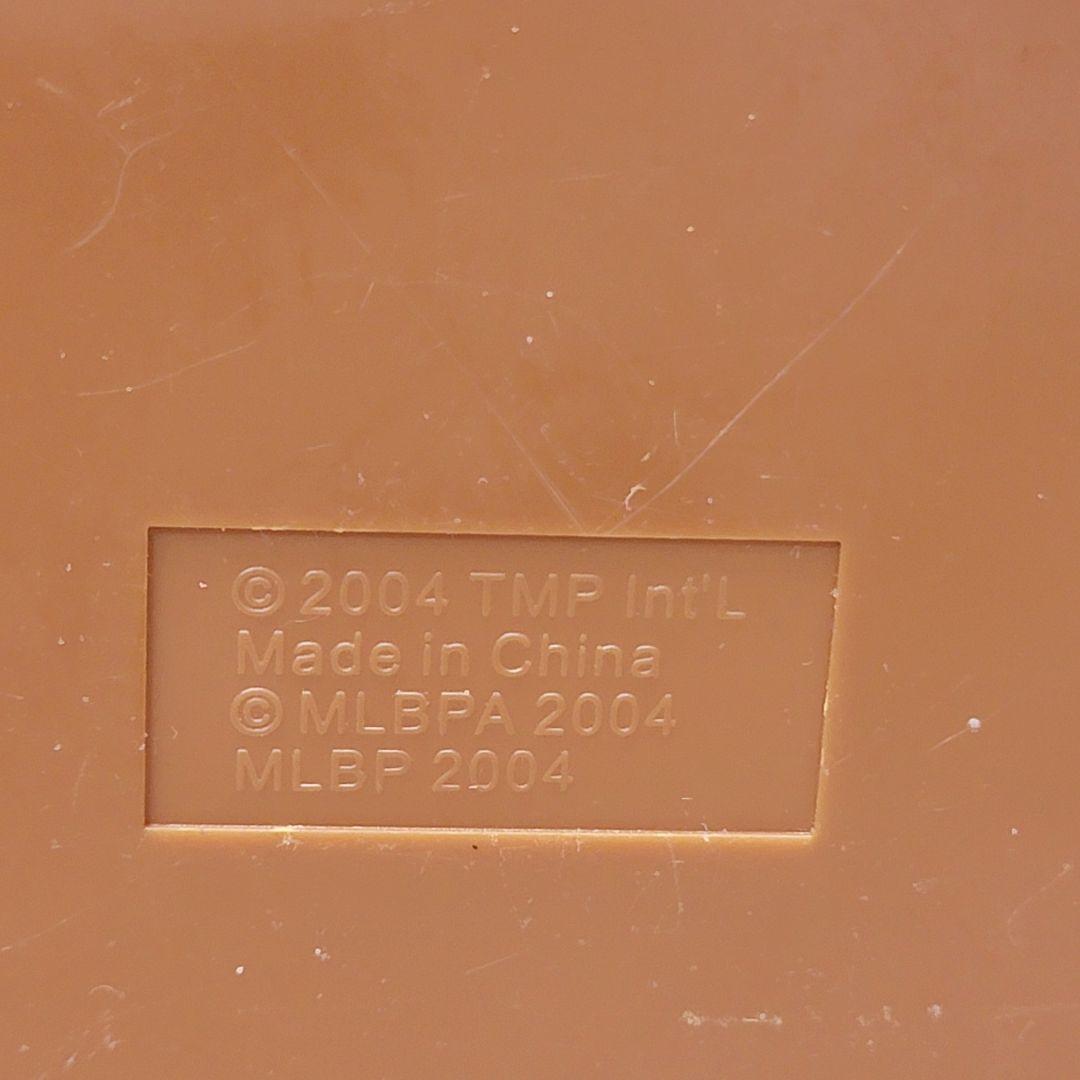 © 2004 TMP Int'L
Made in China
© MLBPA 2004
MLBP 2004